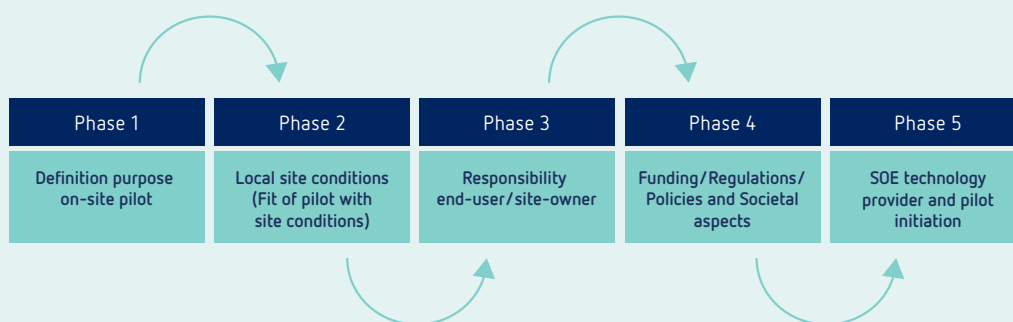 Phase 1
Definition purpose
on-site pilot
Phase 2
Local site conditions
(Fit of pilot with
site conditions)
Phase 3
Responsibility
end-user/site-owner
Phase 4
Funding/Regulations/
Policies and Societal
aspects
Phase 5
SOE technology
provider and pilot
initiation